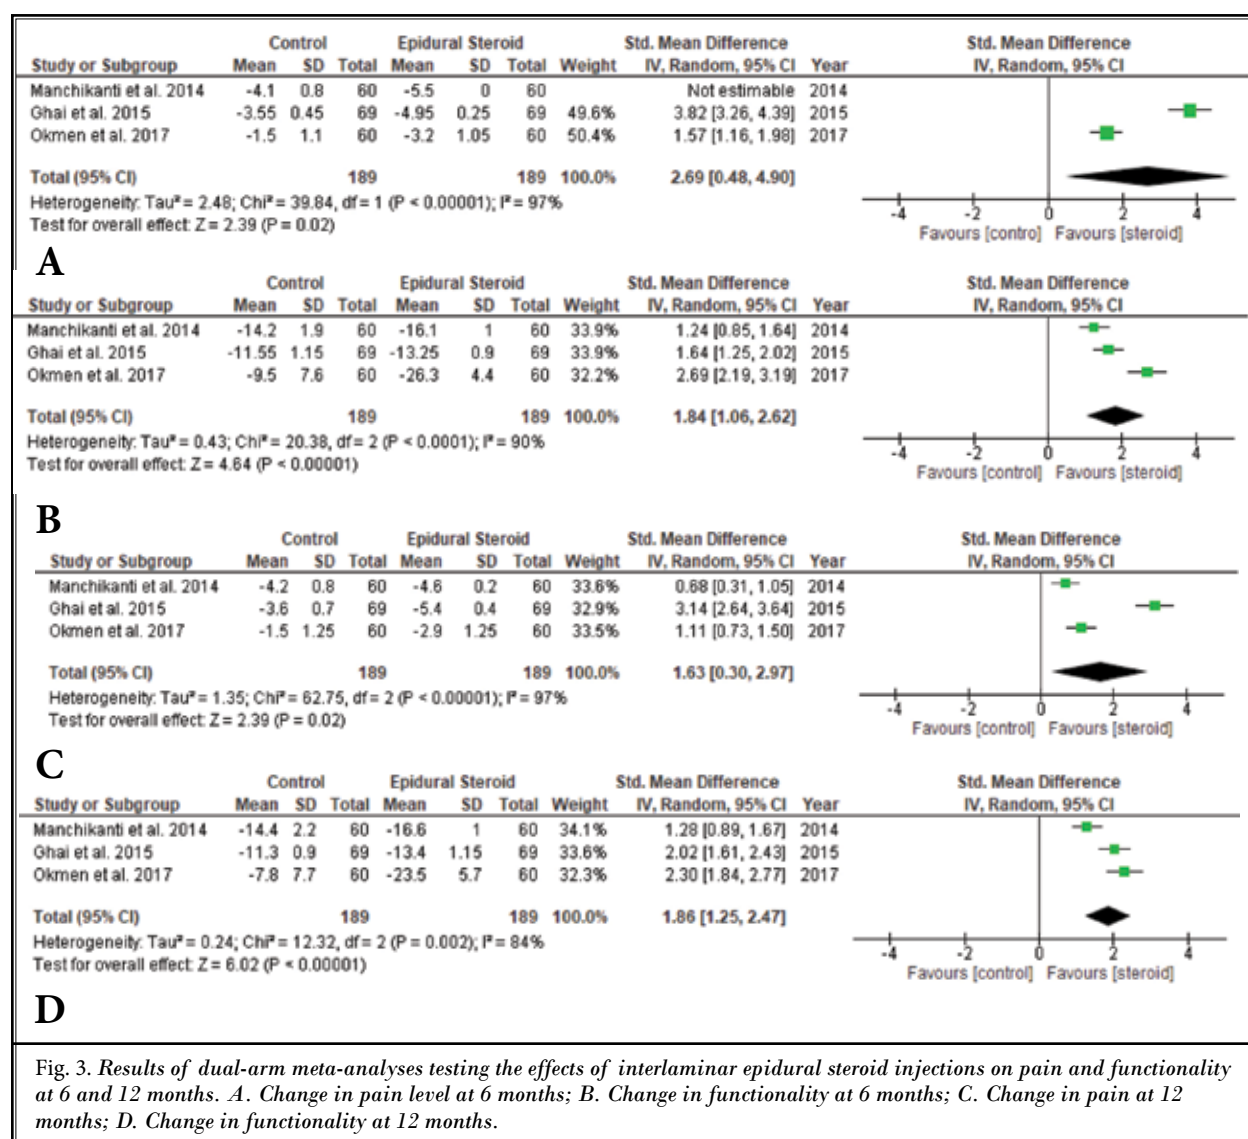 Control Epidural Steroid Std. Mean Difference Std. Mean Difference
Study or Subgroup Mean SD Total Mean SD Total Weight IV, Random, 95% CI Year IV, Random, 95% CI
Manchikanti et al. 2014 -4.1 0.8 60 -5.5 0 60 Not estimable 2014
Ghai et al. 2015 -3.55 0.45 69 -4.95 0.25 69 49.6% 3.82 [3.26, 4.39] 2015
Okmen et al. 2017 -1.5 1.1 60 -3.2 1.05 60 50.4% 1.57 [1.16, 1.98] 2017
Total (95% CI) 189 189 100.0% 2.69 [0.48, 4.90]
Heterogeneity: Tau² = 2.48; Chi² = 39.84, df = 1 (P < 0.00001); I² = 97%
Test for overall effect: Z = 2.39 (P = 0.02)
-4 -2 0 2 4
Favours [contro] Favours [steroid]
A
Control Epidural Steroid Std. Mean Difference Std. Mean Difference
Study or Subgroup Mean SD Total Mean SD Total Weight IV, Random, 95% CI Year IV, Random, 95% CI
Manchikanti et al. 2014 -14.2 1.9 60 -16.1 1 60 33.9% 1.24 [0.85, 1.64] 2014
Ghai et al. 2015 -11.55 1.15 69 -13.25 0.9 69 33.9% 1.64 [1.25, 2.02] 2015
Okmen et al. 2017 -9.5 7.6 60 -26.3 4.4 60 32.2% 2.69 [2.19, 3.19] 2017
Total (95% CI) 189 189 100.0% 1.84 [1.06, 2.62]
Heterogeneity: Tau² = 0.43; Chi² = 20.38, df = 2 (P < 0.0001); I² = 90%
Test for overall effect: Z = 4.64 (P < 0.00001)
-4 -2 0 2 4
Favours [control] Favours [steroid]
B
Control Epidural Steroid Std. Mean Difference Std. Mean Difference
Study or Subgroup Mean SD Total Mean SD Total Weight IV, Random, 95% CI Year IV, Random, 95% CI
Manchikanti et al. 2014 -4.2 0.8 60 -4.6 0.2 60 33.6% 0.68 [0.31, 1.05] 2014
Ghai et al. 2015 -3.6 0.7 69 -5.4 0.4 69 32.9% 3.14 [2.64, 3.64] 2015
Okmen et al. 2017 -1.5 1.25 60 -2.9 1.25 60 33.5% 1.11 [0.73, 1.50] 2017
Total (95% CI) 189 189 100.0% 1.63 [0.30, 2.97]
Heterogeneity: Tau² = 1.35; Chi² = 62.75, df = 2 (P < 0.00001); I² = 97%
Test for overall effect: Z = 2.39 (P = 0.02)
-4 -2 0 2 4
Favours [control] Favours [steroid]
C
Control Epidural Steroid Std. Mean Difference Std. Mean Difference
Study or Subgroup Mean SD Total Mean SD Total Weight IV, Random, 95% CI Year IV, Random, 95% CI
Manchikanti et al. 2014 -14.4 2.2 60 -16.6 1 60 34.1% 1.28 [0.89, 1.67] 2014
Ghai et al. 2015 -11.3 0.9 69 -13.4 1.15 69 33.6% 2.02 [1.61, 2.43] 2015
Okmen et al. 2017 -7.8 7.7 60 -23.5 5.7 60 32.3% 2.30 [1.84, 2.77] 2017
Total (95% CI) 189 189 100.0% 1.86 [1.25, 2.47]
Heterogeneity: Tau² = 0.24; Chi² = 12.32, df = 2 (P = 0.002); I² = 84%
Test for overall effect: Z = 6.02 (P < 0.00001)
-4 -2 0 2 4
Favours [control] Favours [steroid]
D
Fig. 3. Results of dual-arm meta-analyses testing the effects of interlaminar epidural steroid injections on pain and functionality
at 6 and 12 months. A. Change in pain level at 6 months; B. Change in functionality at 6 months; C. Change in pain at 12
months; D. Change in functionality at 12 months.